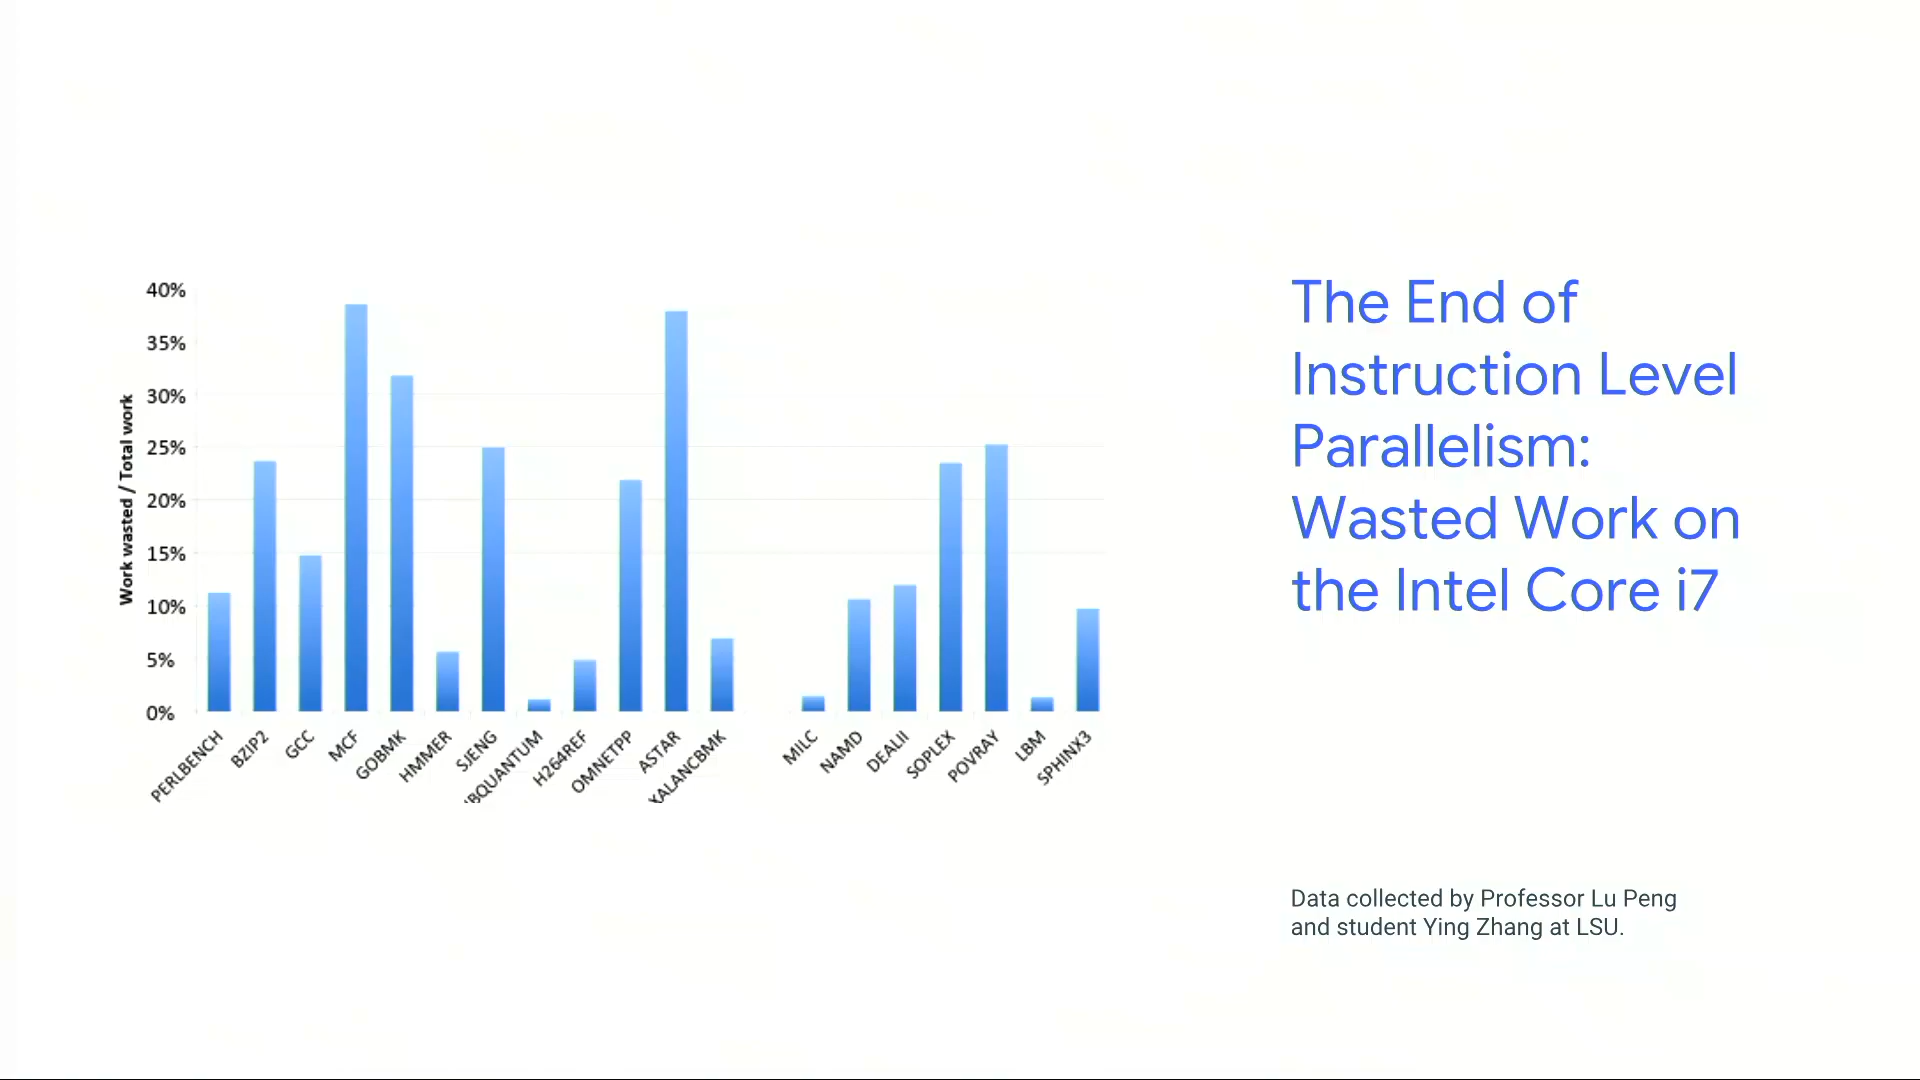 The End of
Instruction Level
Parallelism:
Wasted Work on
the Intel Core i7
Work wasted / Total work
40%
35%
30%
25%
20%
15%
10%
5%
0%
PERLBENCH
BZIP2
GCC
MCF
GOBMK
HMMER
SJENG
BQUANTUM
H264REF
OMNETPP
ASTAR
XALANCBMK
MILC
NAMD
DEALII
SOPLEX
POVRAY
LBM
SPHINX3
Data collected by Professor Lu Peng
and student Ying Zhang at LSU.